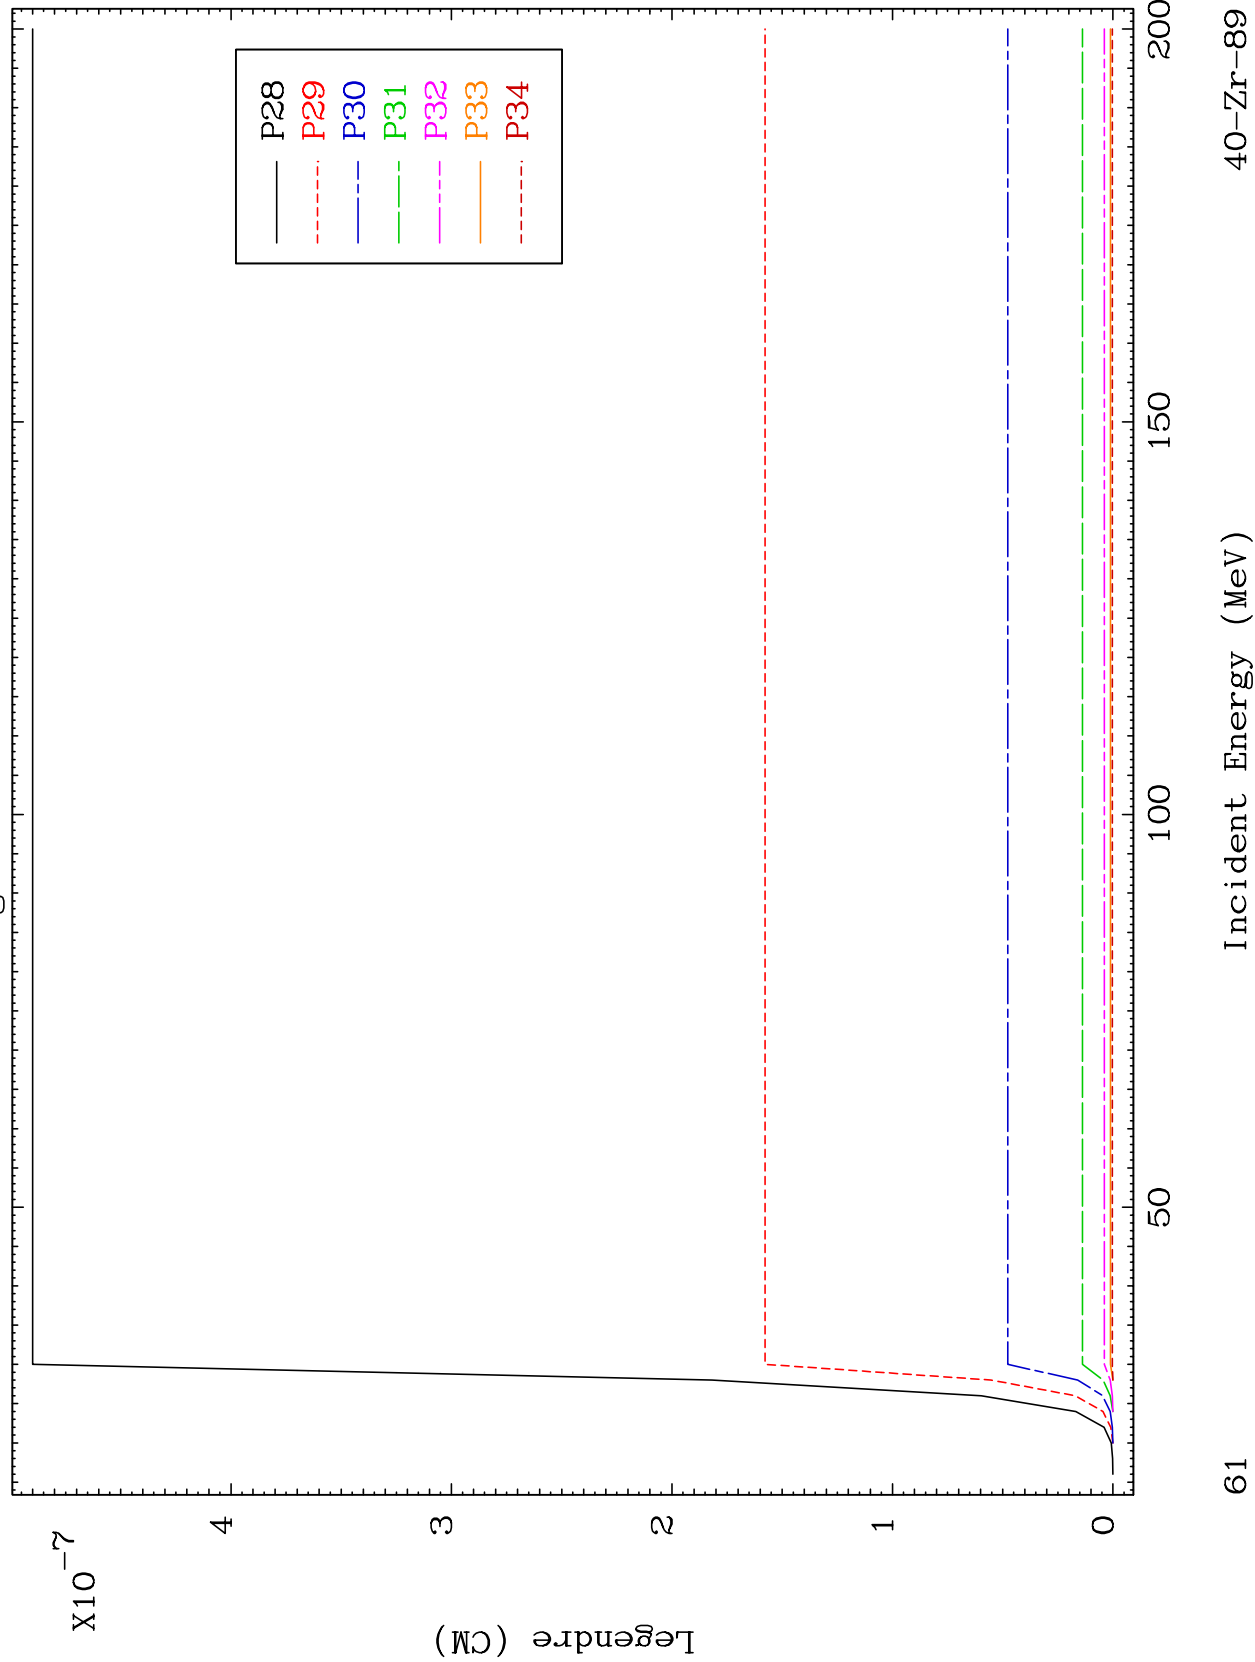 X10-7
Legendre (CM)
4
3
2
1
0
P28
P29
P30
P31
P32
P33
P34
50
100
150
200
61
Incident Energy (MeV)
40-Zr-89